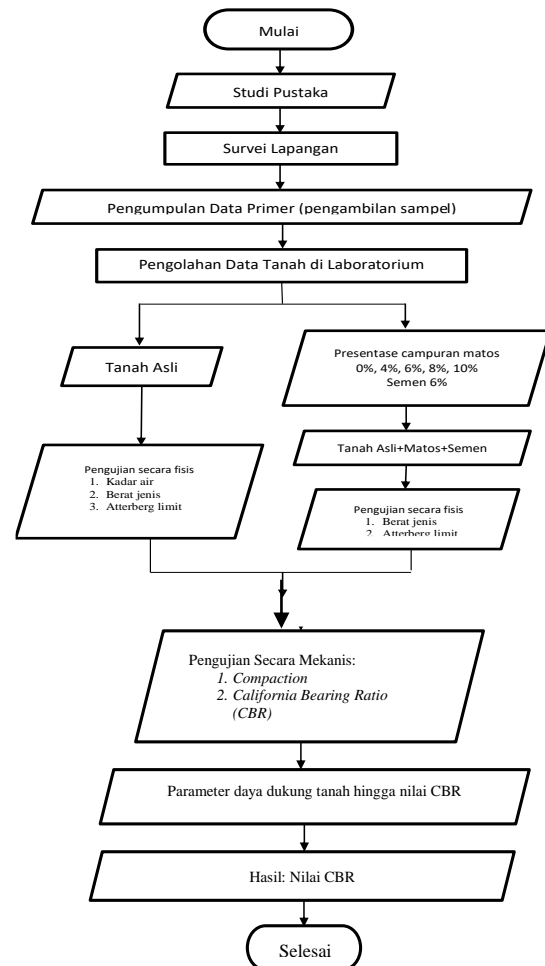 Mulai
Studi Pustaka
Survei Lapangan
Pengumpulan Data Primer (pengambilan sampel)
Pengolahan Data Tanah di Laboratorium
Tanah Asli
Presentase campuran matos
0%, 4%, 6%, 8%, 10%
Semen 6%
Tanah Asli+Matos+Semen
Pengujian secara fisis
1. Kadar air
2. Berat jenis
3. Atterberg limit
Pengujian secara fisis
1. Berat jenis
2. Atterberg limit
Pengujian Secara Mekanis:
1. Compaction
2. California Bearing Ratio
(CBR)
Parameter daya dukung tanah hingga nilai CBR
Hasil: Nilai CBR
Selesai